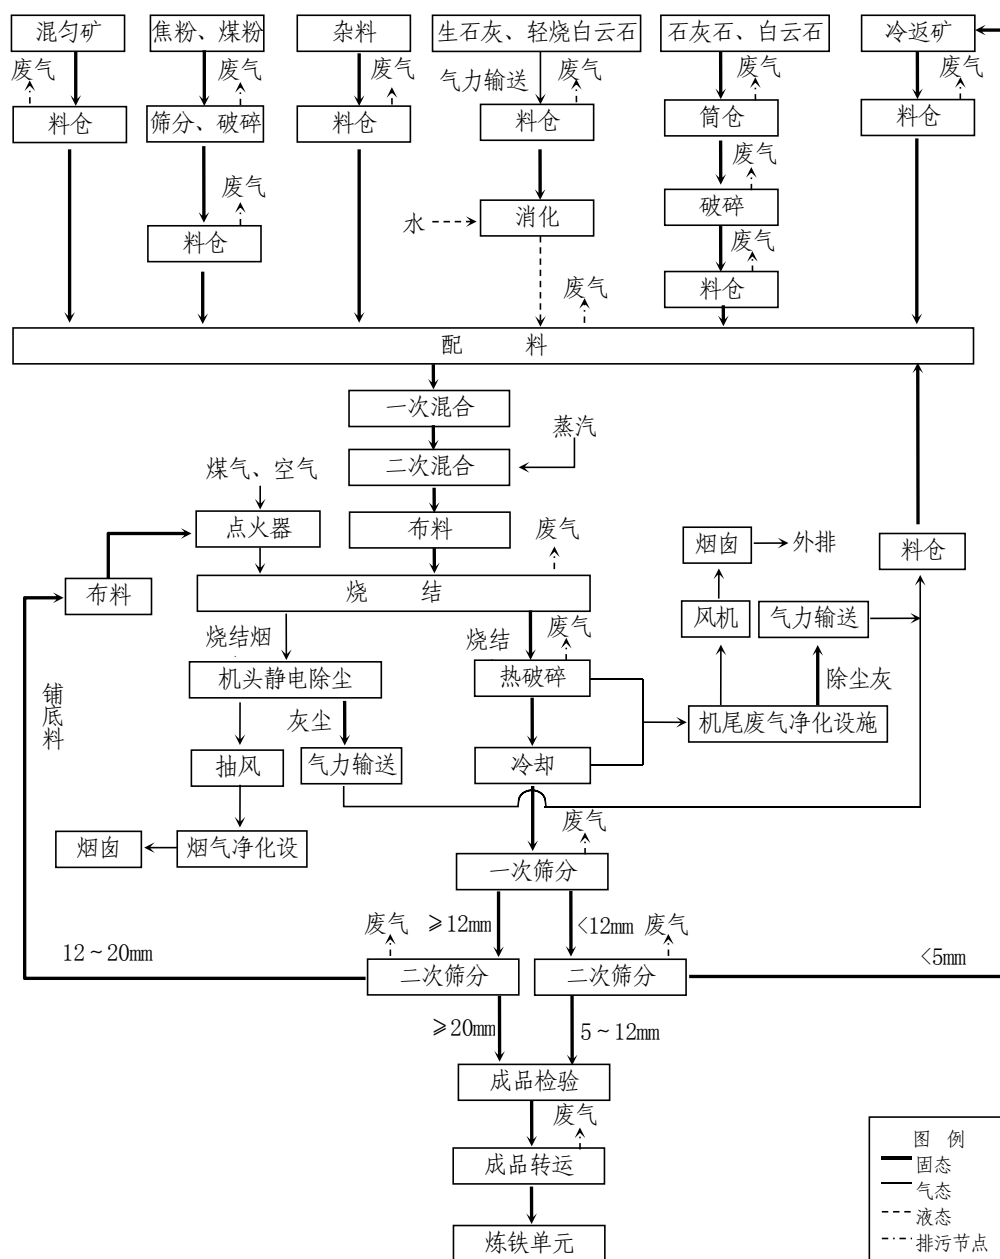 混匀矿
焦粉、煤粉
杂料
生石灰、轻烧白云石
石灰石、白云石
冷返矿
废气
废气
废气
气力输送
废气
废气
废气
料仓
筛分、破碎
料仓
料仓
筒仓
料仓
废气
废气
水
消化
破碎
料仓
废气
废气
料仓
配 料
一次混合
蒸汽
二次混合
煤气、空气
点火器
布料
废气
烟囱
外排
料仓
布料
烧 结
烧结烟
烧结
废气
风机
气力输送
机头静电除尘
热破碎
除尘灰
铺底料
灰尘
机尾废气净化设施
抽风
气力输送
冷却
废气
烟囱
烟气净化设
一次筛分
≥12mm
<12mm
废气
废气
12~20mm
<5mm
二次筛分
二次筛分
≥20mm
5~12mm
成品检验
废气
成品转运
炼铁单元
图 例
固态
气态
液态
排污节点